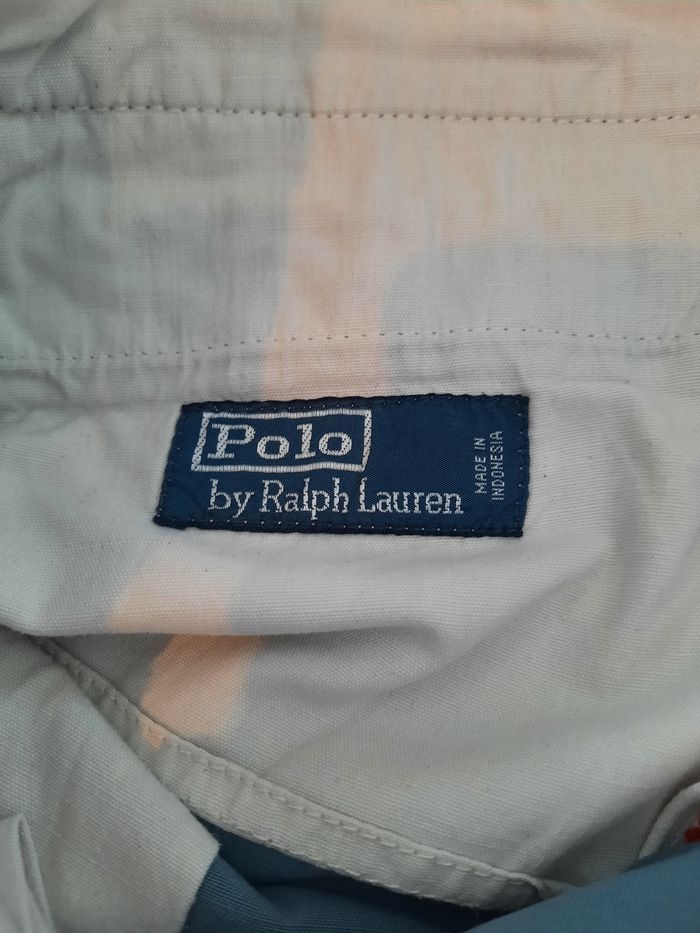 Polo
by Ralph Lauren
MADE IN
INDONESIA